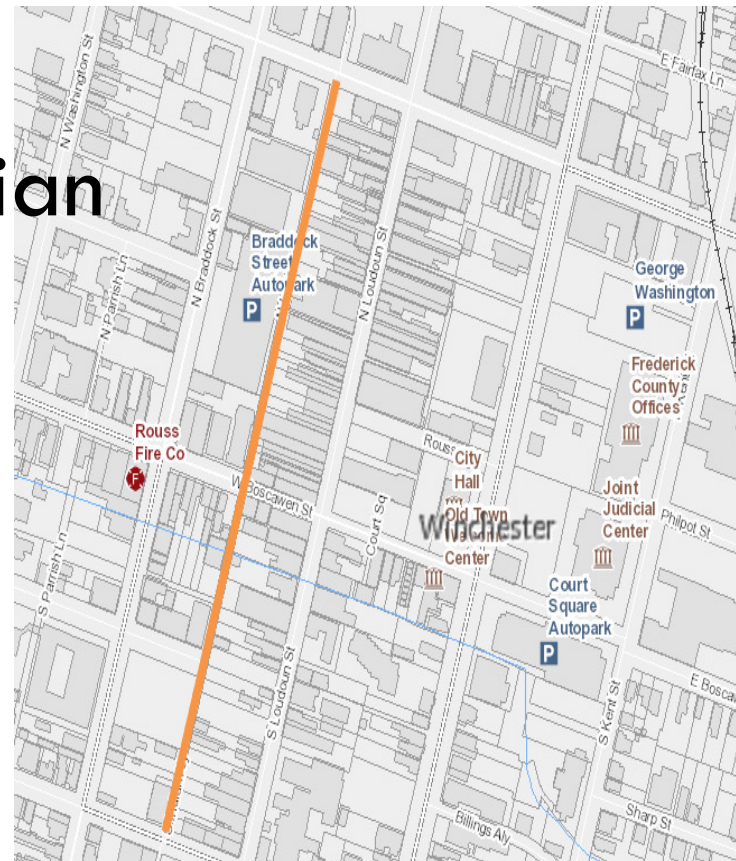 ian
N Washington St
E Fairfax Ln
N Braddock St
N Loudoun St
N Parrish Ln
Braddock
Street
Autopark
George
Washington
P
P
Frederick
County
Offices
Rouss
Fire Co
F
W Boscawen St
Rouss
City
Hall
Old Town
Center
Winchester
Court Sq
Joint
Judicial
Center
Philpot St
S Parrish Ln
Court
Square
Autopark
P
S Loudoun St
S Kent St
E Boscaw
Billings Aly
Sharp St